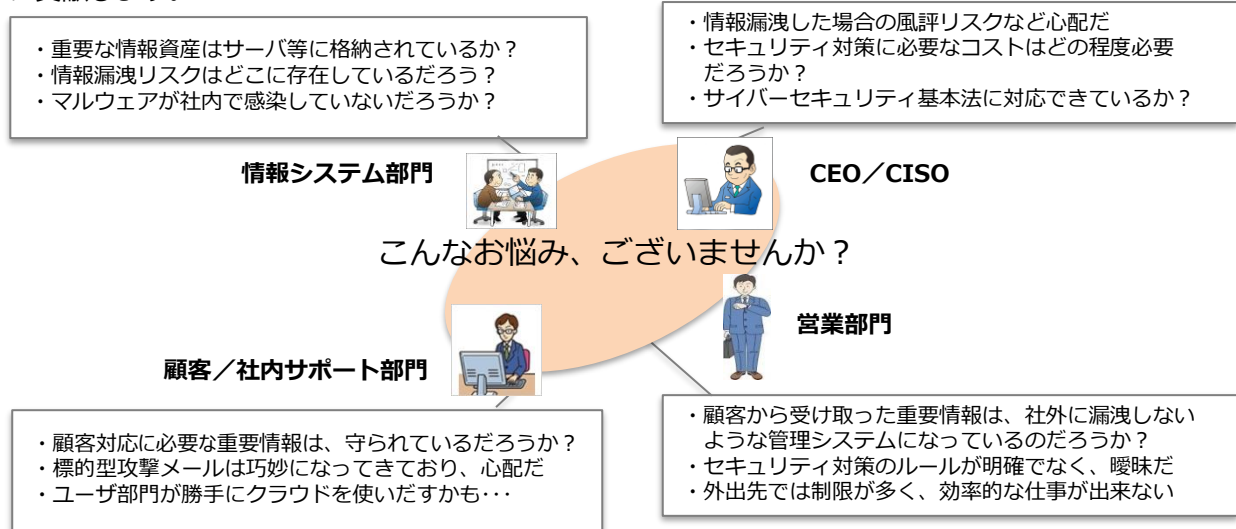 ・重要な情報資産はサーバ等に格納されているか？
・情報漏洩リスクはどこに存在しているだろう？
・マルウェアが社内で感染していないだろうか？
・情報漏洩した場合の風評リスクなど心配だ
・セキュリティ対策に必要なコストはどの程度必要
だろうか？
・サイバーセキュリティ基本法に対応できているか？
情報システム部門
CEO／CISO
こんなお悩み、ございませんか？
営業部門
顧客／社内サポート部門
・顧客対応に必要な重要情報は、守られているだろうか？
・標的型攻撃メールは巧妙になってきており、心配だ
・ユーザ部門が勝手にクラウドを使いだすかも･･･
・顧客から受け取った重要情報は、社外に漏洩しない
ような管理システムになっているのだろうか？
・セキュリティ対策のルールが明確でなく、曖昧だ
・外出先では制限が多く、効率的な仕事が出来ない